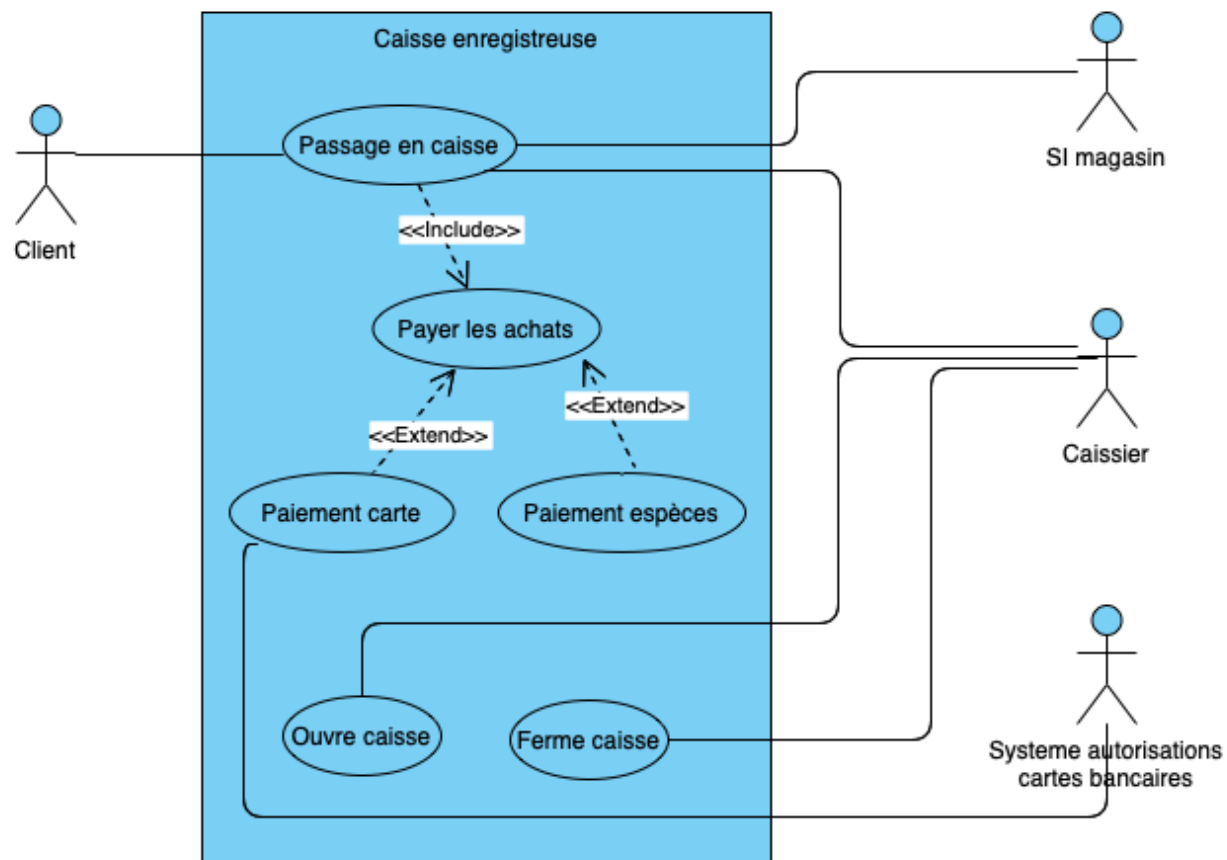 Caisse enregistreuse
Passage en caisse
SI magasin
<<Include>>
Client
Payer les achats
<<Extend>>
<<Extend>>
Caissier
Paiement carte
Paiement espèces
Ouvre caisse
Ferme caisse
Systeme autorisations
cartes bancaires